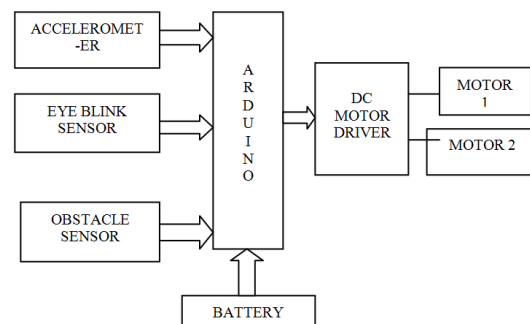 ACCELEROMET
-ER
EYE BLINK
SENSOR
OBSTACLE
SENSOR
A
R
D
U
I
N
O
DC
MOTOR
DRIVER
MOTOR
1
MOTOR 2
BATTERY